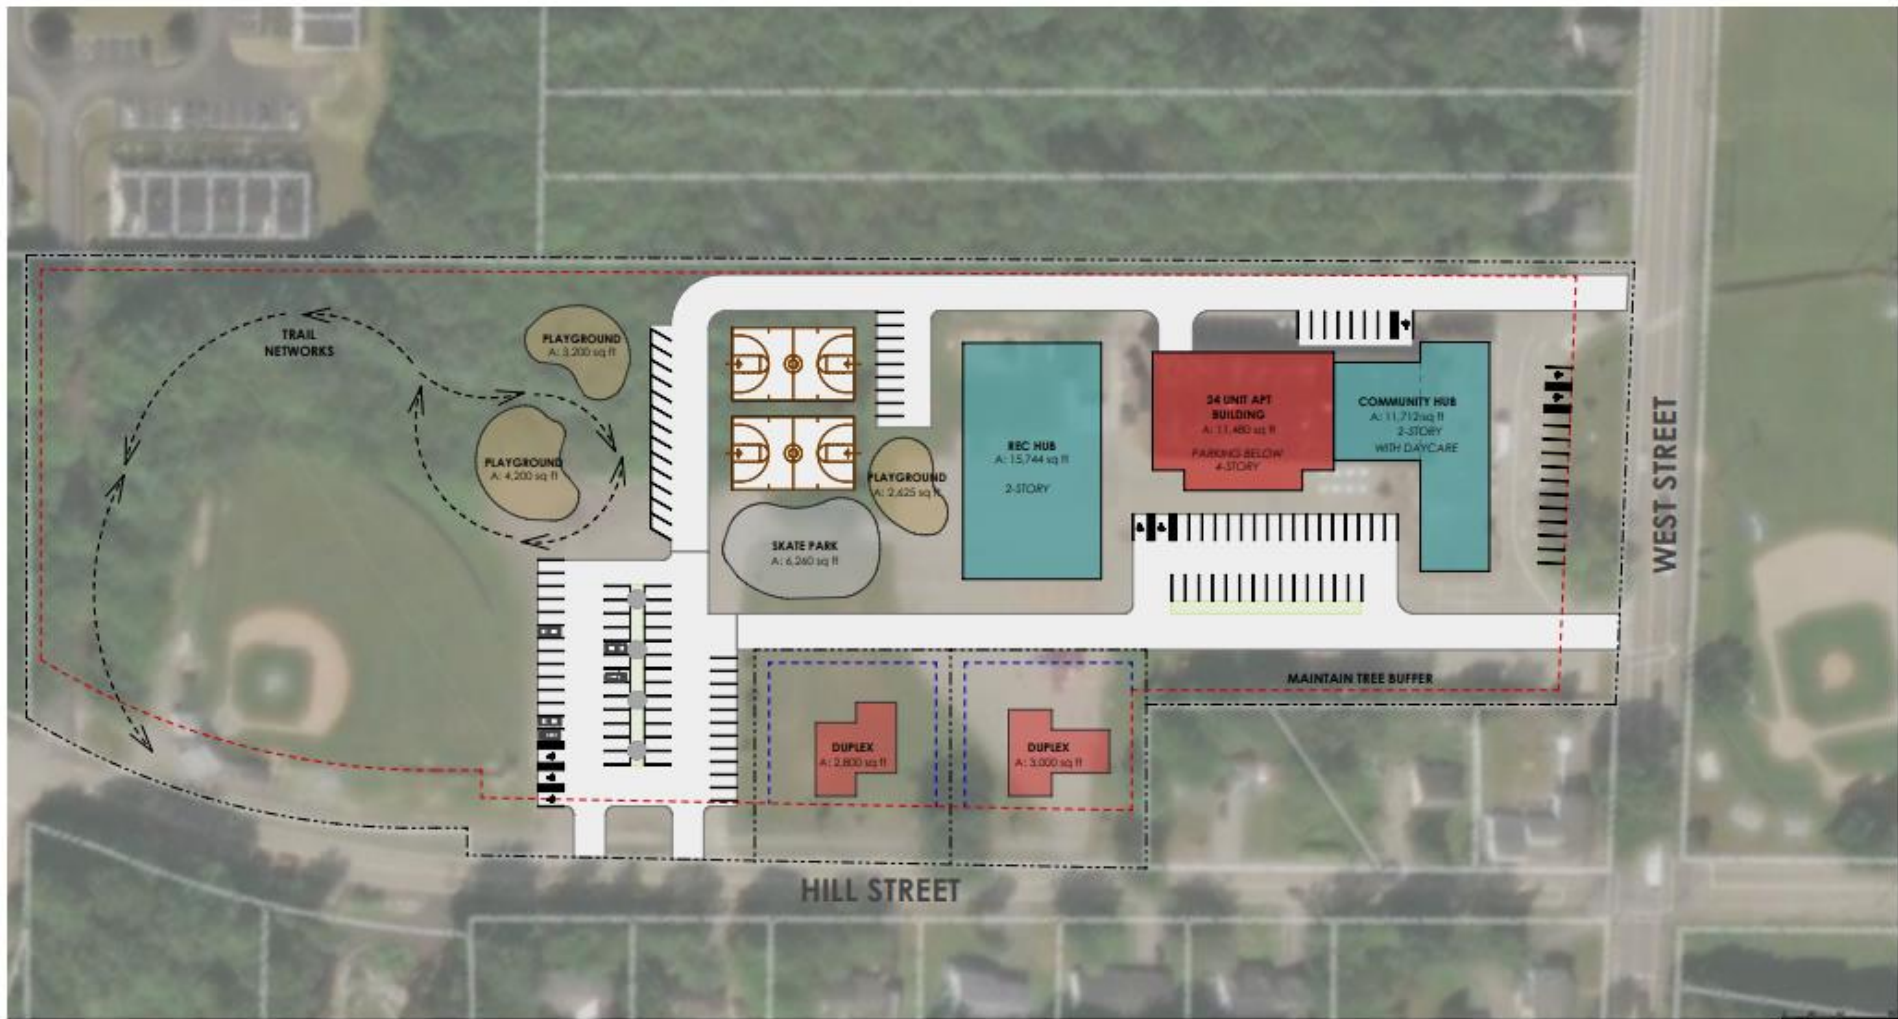 TRAIL
NETWORKS
PLAYGROUND
A: 3,200 sq ft
PLAYGROUND
A: 4,200 sq ft
PLAYGROUND
A: 2,625 sq ft
SKATE PARK
A: 6,260 sq ft
REC HUB
A: 15,744 sq ft
2-STORY
24 UNIT APT
BUILDING
A: 11,480 sq ft
PARKING BELOW
4-STORY
COMMUNITY HUB
A: 11,712 sq ft
2-STORY
WITH DAYCARE
WEST STREET
MAINTAIN TREE BUFFER
DUPLEX
A: 2,800 sq ft
DUPLEX
A: 3,000 sq ft
HILL STREET